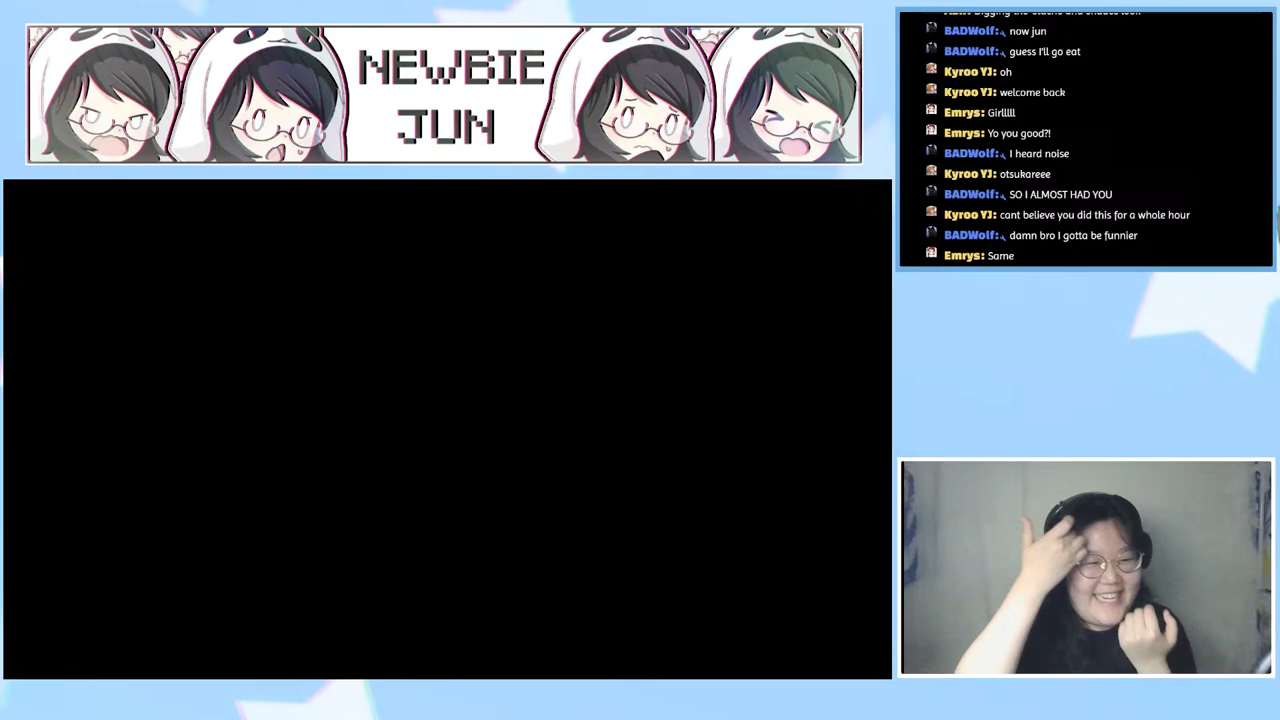 NEWBIE
JUN
BADWolf: now jun
BADWolf: guess I'll go eat
Kyroo YJ: oh
Kyroo YJ: welcome back
Emrys: Girlllll
Emrys: Yo you good?!
BADWolf: I heard noise
Kyroo YJ: otsukareee
BADWolf: SO I ALMOST HAD YOU
Kyroo YJ: cant believe you did this for a whole hour
BADWolf: damn bro I gotta be funnier
Emrys: Same